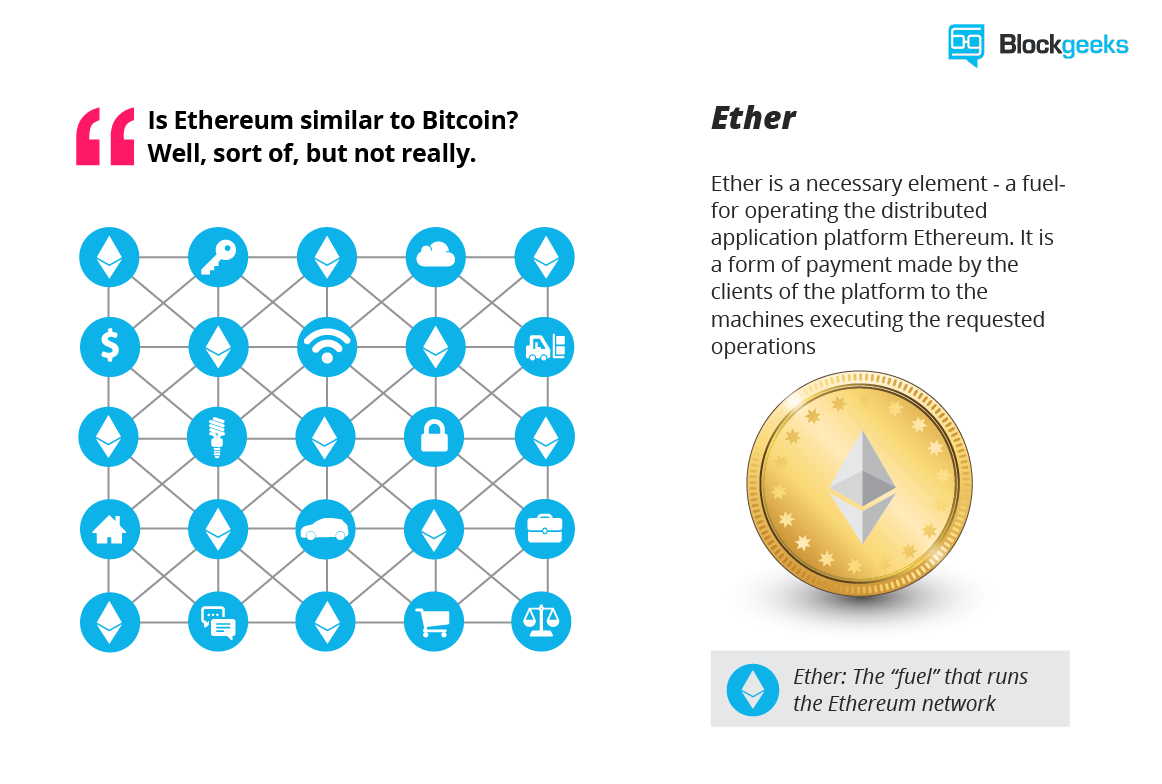 Blockgeeks
Is Ethereum similar to Bitcoin?
Well, sort of, but not really.
$
Ether
Ether is a necessary element - a fuel-
for operating the distributed
application platform Ethereum. It is
a form of payment made by the
clients of the platform to the
machines executing the requested
operations
Ether: The “fuel” that runs
the Ethereum network